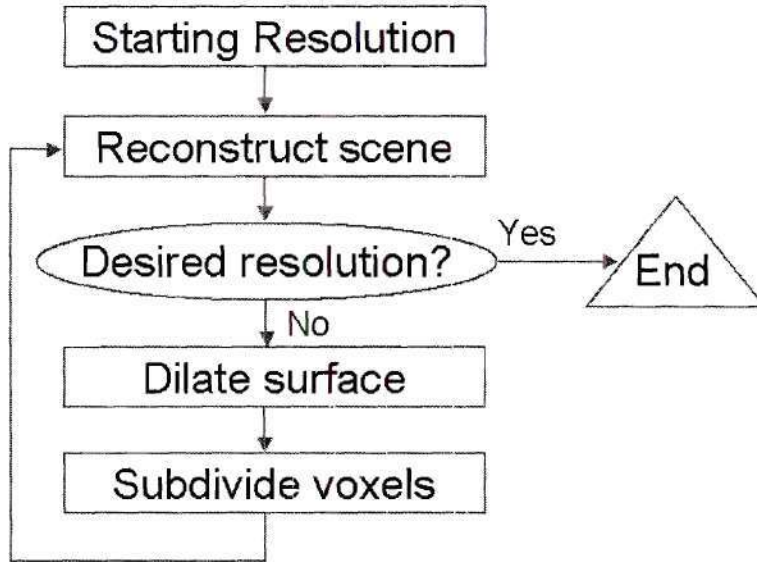 Starting Resolution
Reconstruct scene
Desired resolution?
Yes
End
No
Dilate surface
Subdivide voxels